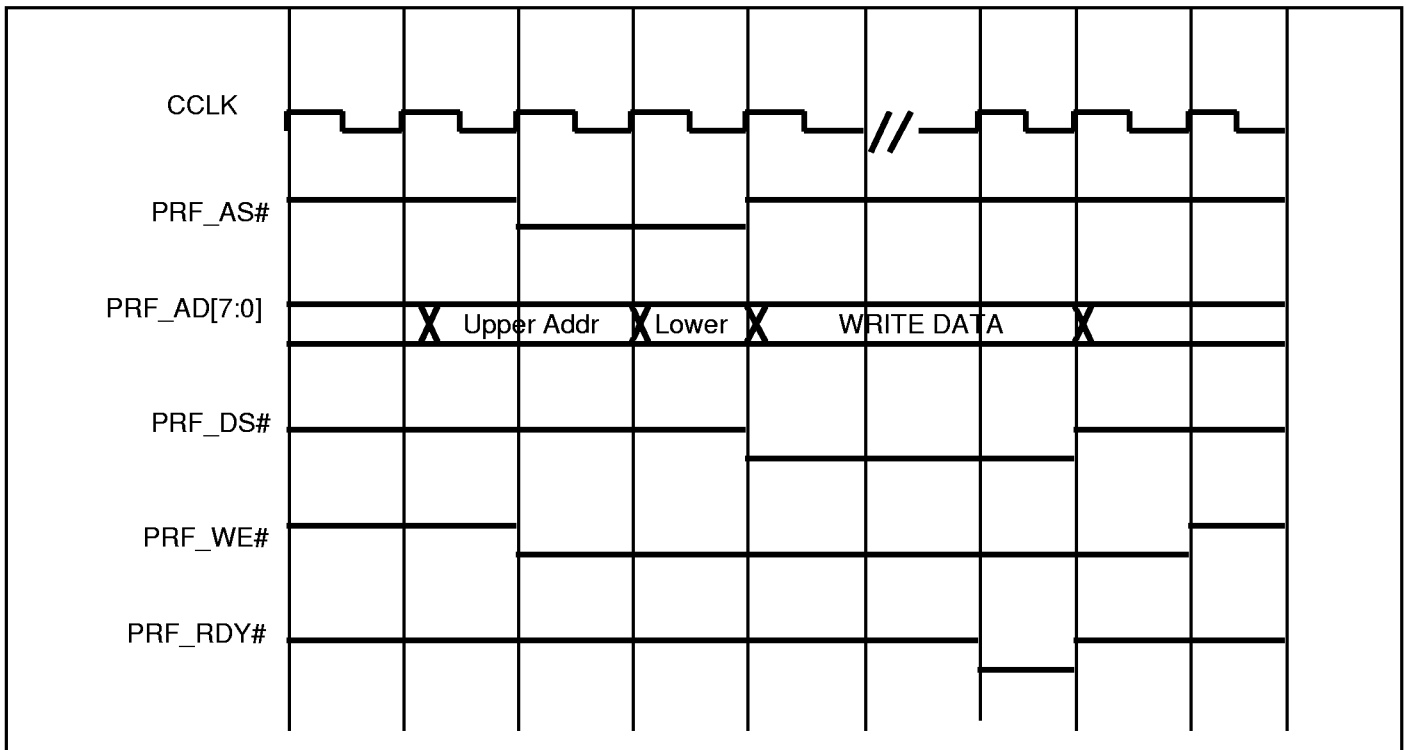 CCLK
PRF_AS#
PRF_AD[7:0]
Upper Addr Lower WRITE DATA
PRF_DS#
PRF_WE#
PRF_RDY#